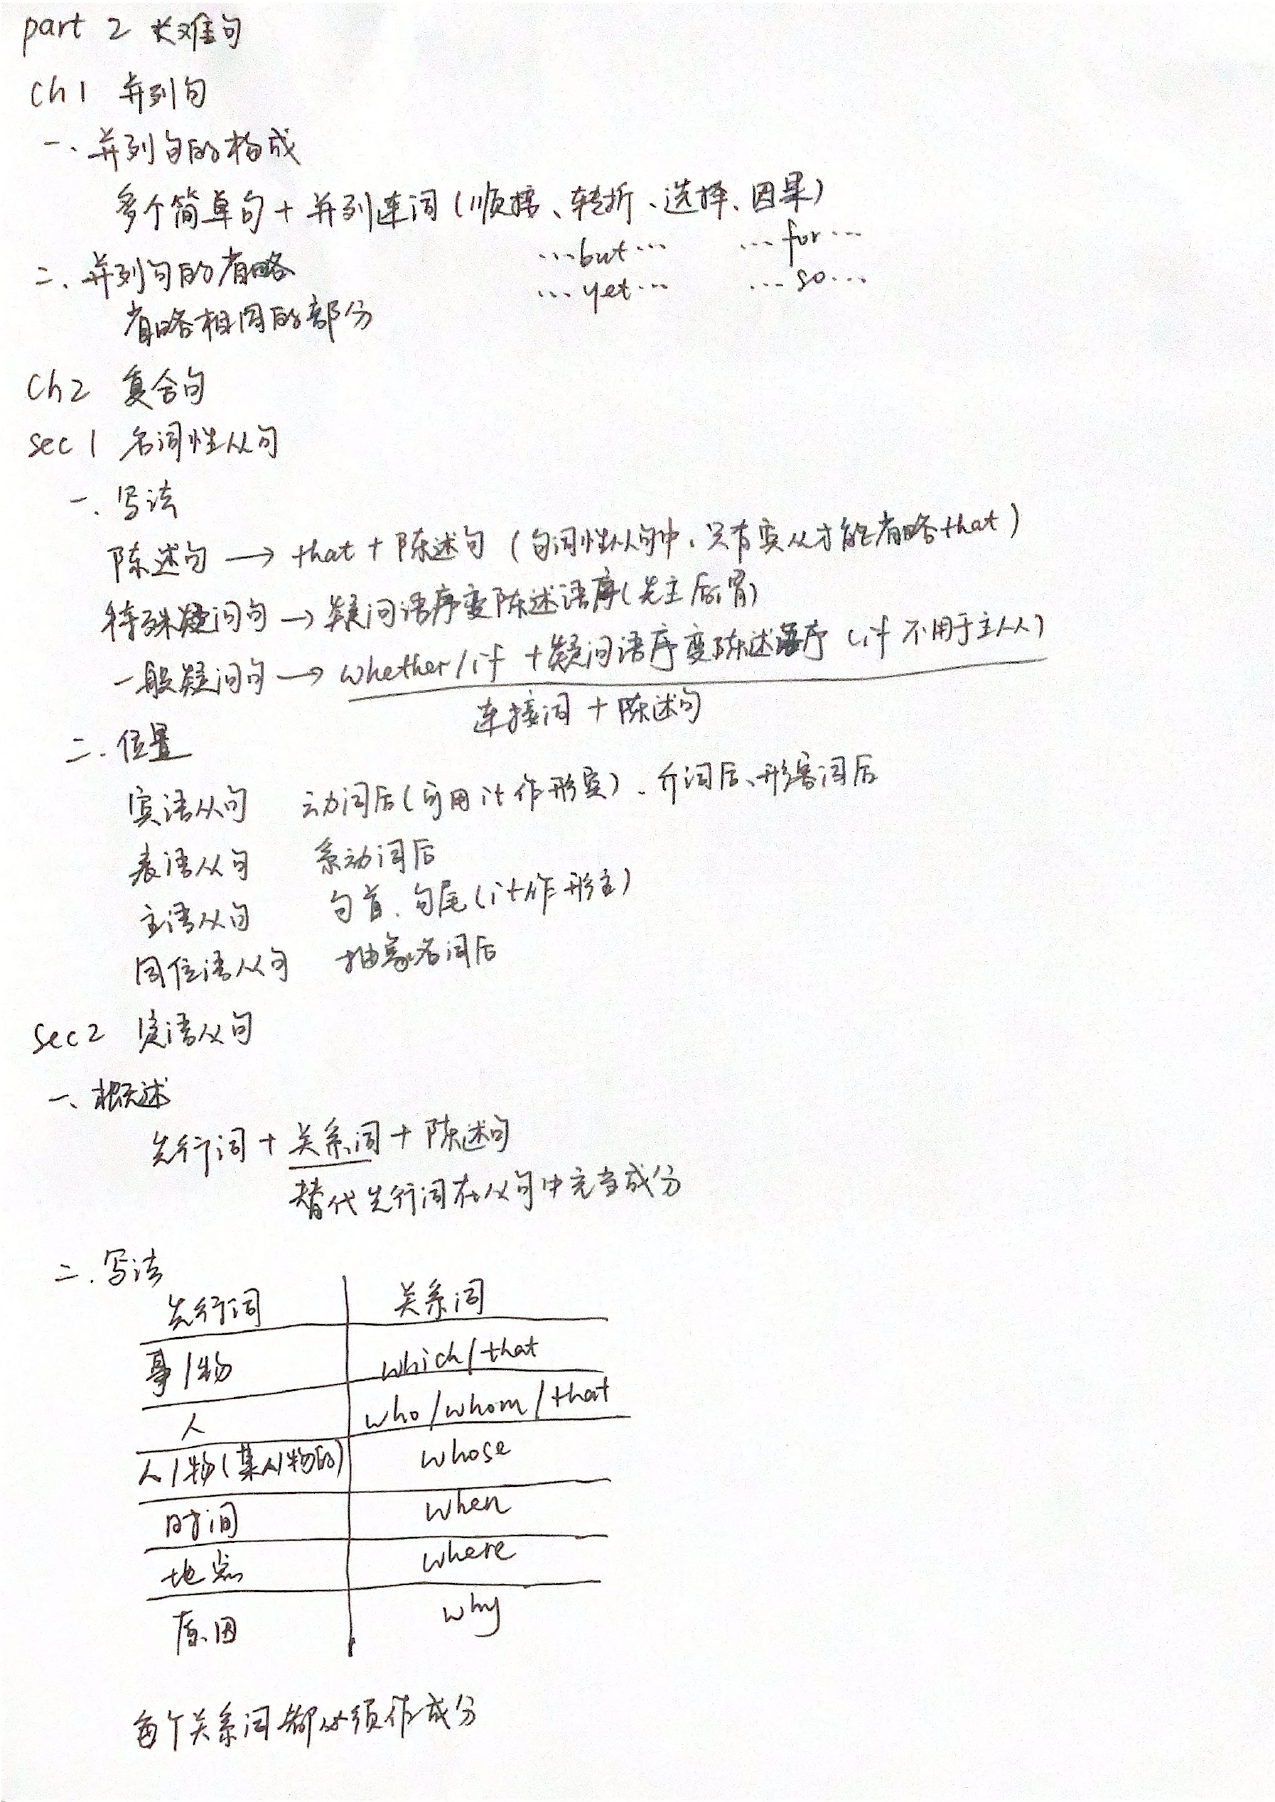 part 2 长难句
ch1 并列句
一、并列句的构成
多个简单句 + 并列连词 (顺接、转折、选择、因果)
…but… …for…
…yet… …so…
二、并列句的省略
省略相同的部分
ch2 复合句
sec1 名词性从句
一. 写法
陈述句 → that + 陈述句 (名词性从句中, 只有宾从才能省略that)
特殊疑问句 → 疑问语序变陈述语序(先主后谓)
一般疑问句 → whether/if + 疑问语序变陈述语序 (if 不用于主从)
连接词 + 陈述句
二. 位置
宾语从句 动词后(可用it作形宾)、介词后、形容词后
表语从句 系动词后
主语从句 句首、句尾(it作形主)
同位语从句 抽象名词后
sec2 定语从句
一、概述
先行词 + 关系词 + 陈述句
替代先行词在从句中充当成分
二. 写法
先行词 关系词
事/物 which/that
人 who/whom/that
人/物(某人/物的) whose
时间 when
地点 where
原因 why
每个关系词都必须作成分